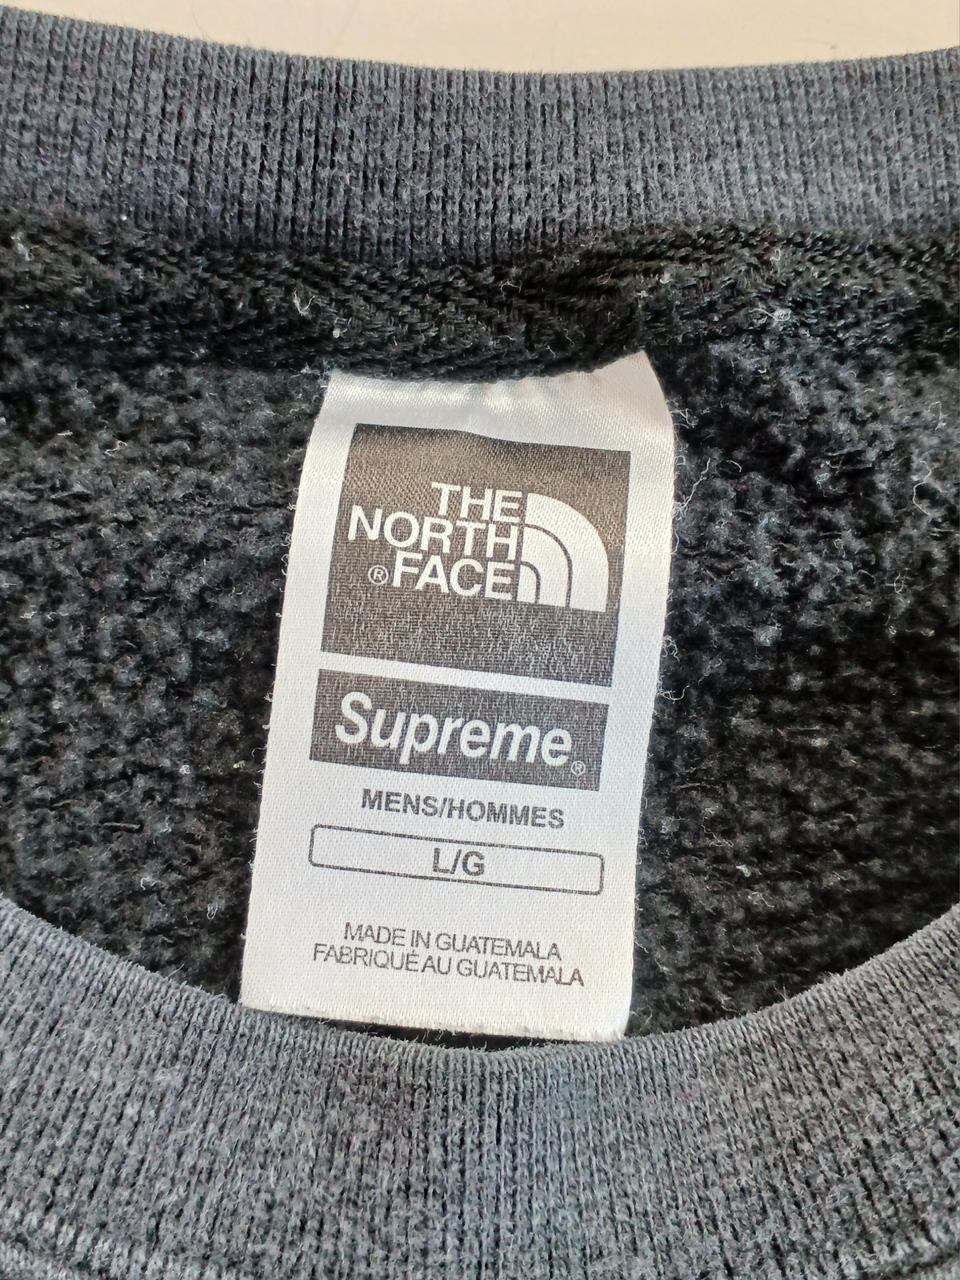 THE
NORTH
®FACE
Supreme®
MENS/HOMMES
L/G
MADE IN GUATEMALA
FABRIQUÉ AU GUATEMALA